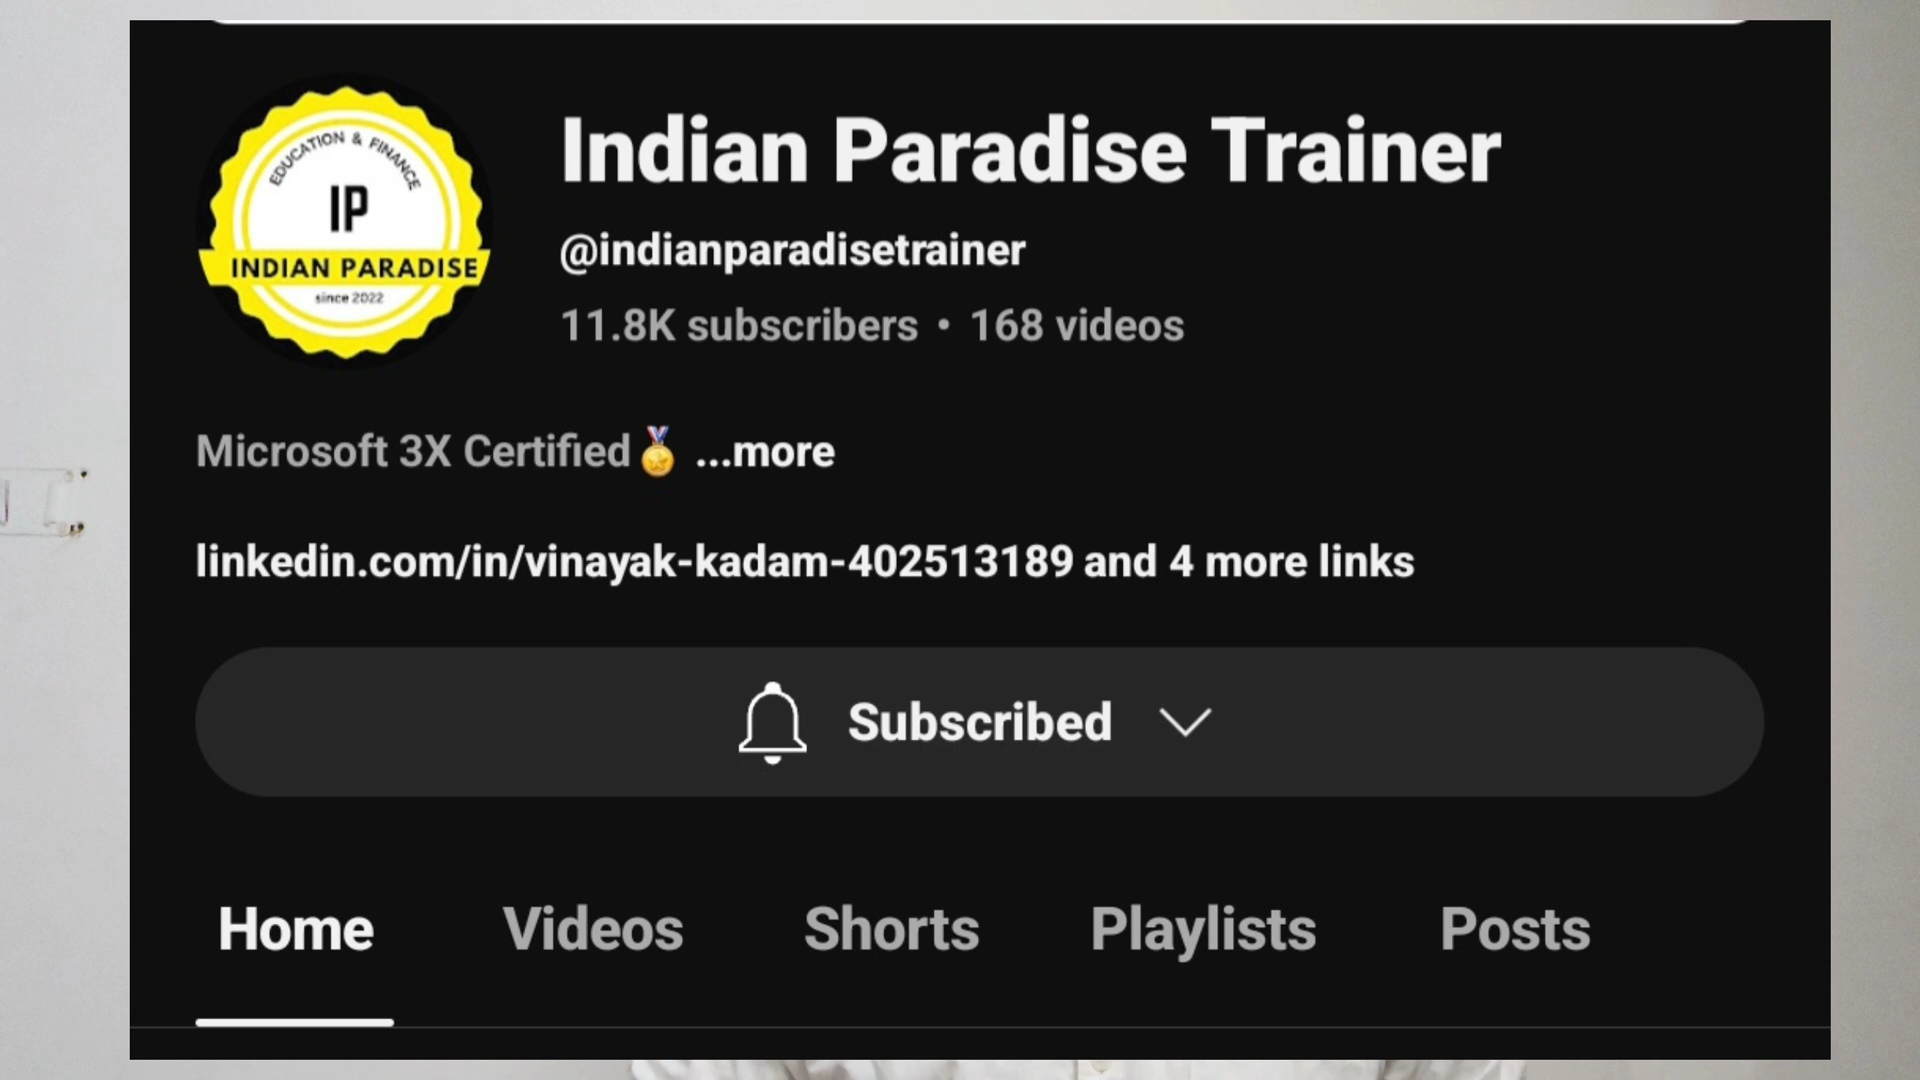 EDUCATION & FINANCE
IP
INDIAN PARADISE
since 2022
Indian Paradise Trainer
@indianparadisetrainer
11.8K subscribers • 168 videos
Microsoft 3X Certified🏅 ...more
linkedin.com/in/vinayak-kadam-402513189 and 4 more links
Subscribed
Home Videos Shorts Playlists Posts